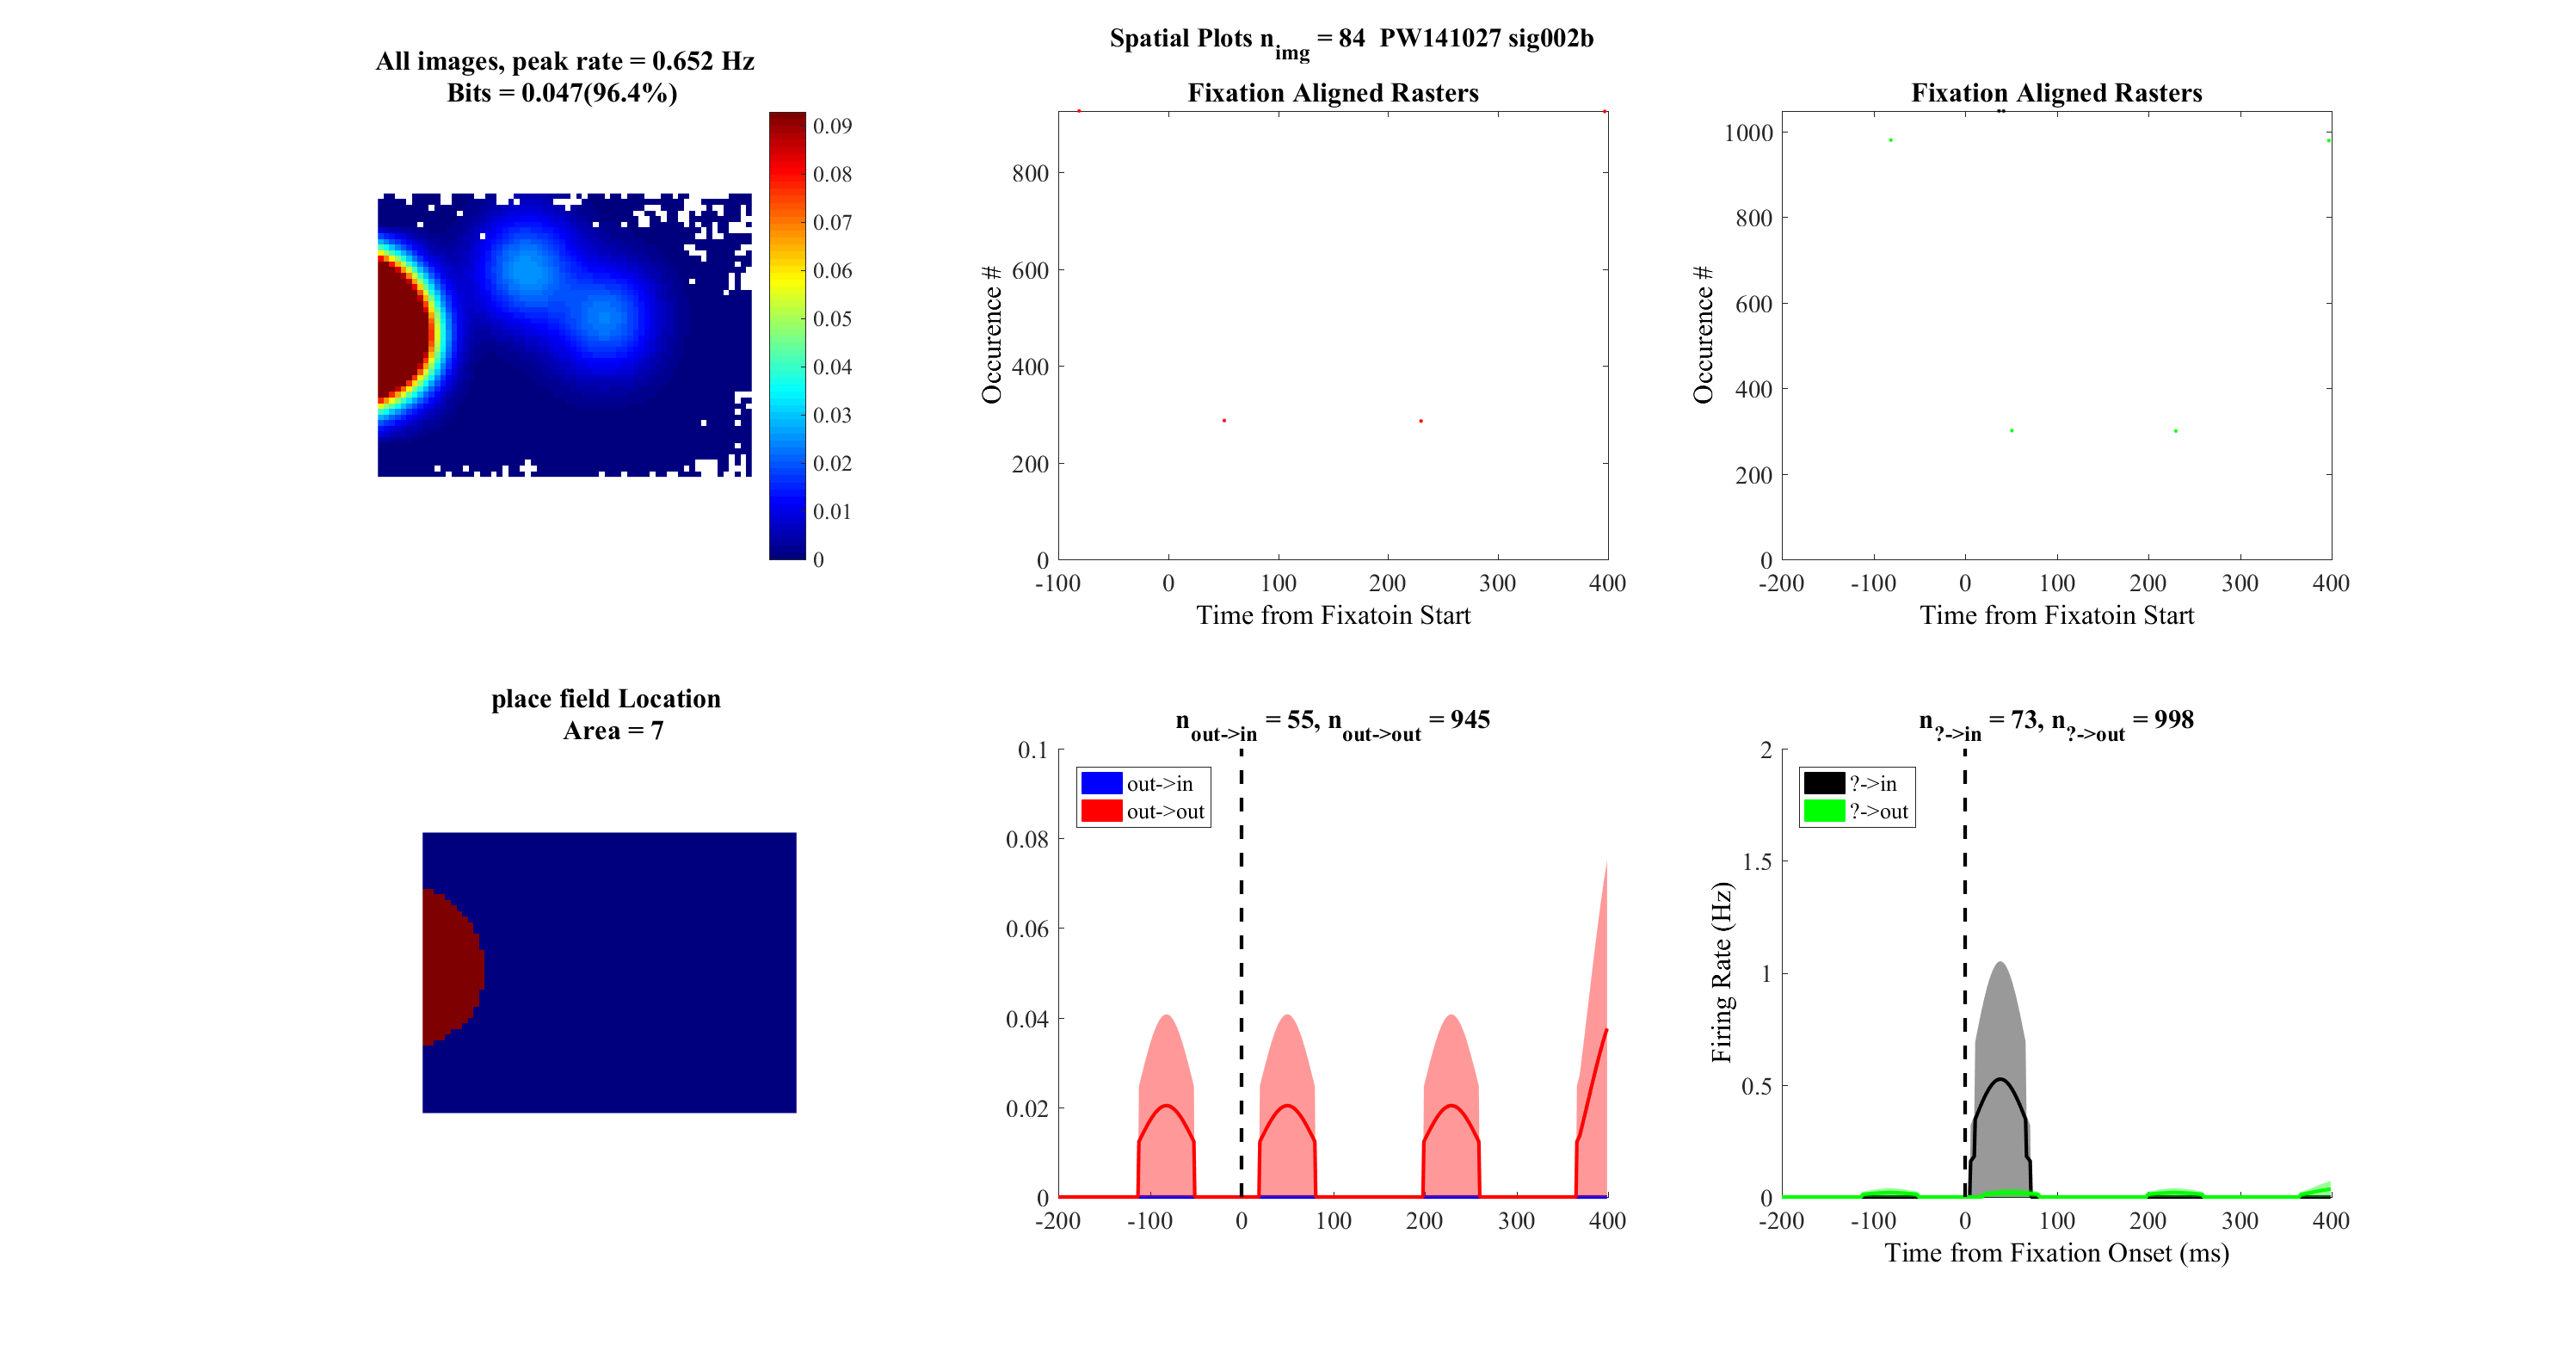 Spatial Plots n_img = 84 PW141027 sig002b
All images, peak rate = 0.652 Hz
Bits = 0.047(96.4%)
0.09
0.08
0.07
0.06
0.05
0.04
0.03
0.02
0.01
0
Fixation Aligned Rasters
Occurence #
800
600
400
200
0
-100 0 100 200 300 400
Time from Fixatoin Start
Fixation Aligned Rasters
Occurence #
1000
800
600
400
200
0
-200 -100 0 100 200 300 400
Time from Fixatoin Start
place field Location
Area = 7
n_out->in = 55, n_out->out = 945
0.1
0.08
0.06
0.04
0.02
0
out->in
out->out
-200 -100 0 100 200 300 400
n_?->in = 73, n_?->out = 998
Firing Rate (Hz)
2
1.5
1
0.5
0
?->in
?->out
-200 -100 0 100 200 300 400
Time from Fixation Onset (ms)